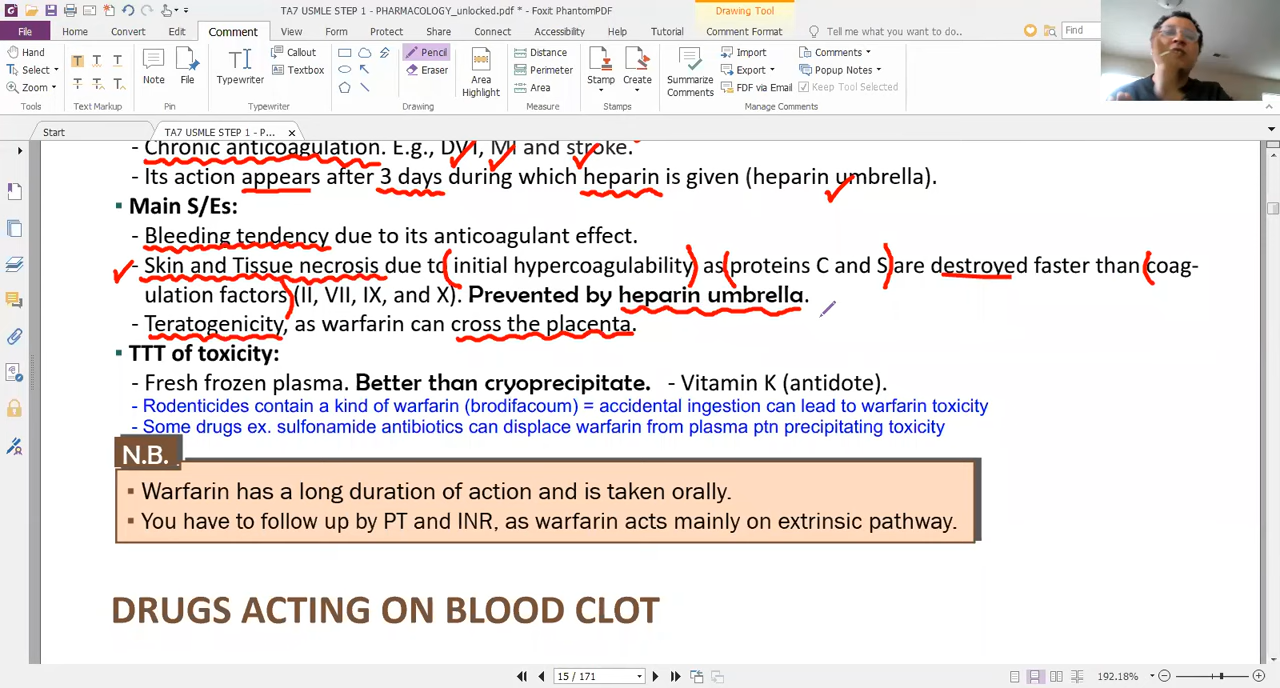 TA7 USMLE STEP 1 - PHARMACOLOGY_unlocked.pdf * - Foxit PhantomPDF
Drawing Tool
File Home Convert Edit Comment View Form Protect Share Connect Accessibility Help Tutorial Comment Format Tell me what you want to do.. Find
Hand
Select
Zoom
Tools
Text Markup
Note
File
Pin
Typewriter
Callout
Textbox
Typewriter
Pencil
Eraser
Drawing
Area Highlight
Distance
Perimeter
Area
Measure
Stamp
Create
Stamps
Summarize Comments
Import
Export
FDF via Email
Comments
Popup Notes
Keep Tool Selected
Manage Comments
Start
TA7 USMLE STEP 1 - P...
- Chronic anticoagulation. E.g., DVT, MI and stroke.
- Its action appears after 3 days during which heparin is given (heparin umbrella).
▪ Main S/Es:
- Bleeding tendency due to its anticoagulant effect.
- Skin and Tissue necrosis due to initial hypercoagulability as proteins C and S are destroyed faster than coag-
ulation factors (II, VII, IX, and X). Prevented by heparin umbrella.
- Teratogenicity, as warfarin can cross the placenta.
▪ TTT of toxicity:
- Fresh frozen plasma. Better than cryoprecipitate. - Vitamin K (antidote).
- Rodenticides contain a kind of warfarin (brodifacoum) = accidental ingestion can lead to warfarin toxicity
- Some drugs ex. sulfonamide antibiotics can displace warfarin from plasma ptn precipitating toxicity
N.B.
▪ Warfarin has a long duration of action and is taken orally.
▪ You have to follow up by PT and INR, as warfarin acts mainly on extrinsic pathway.
DRUGS ACTING ON BLOOD CLOT
15 / 171
192.18%